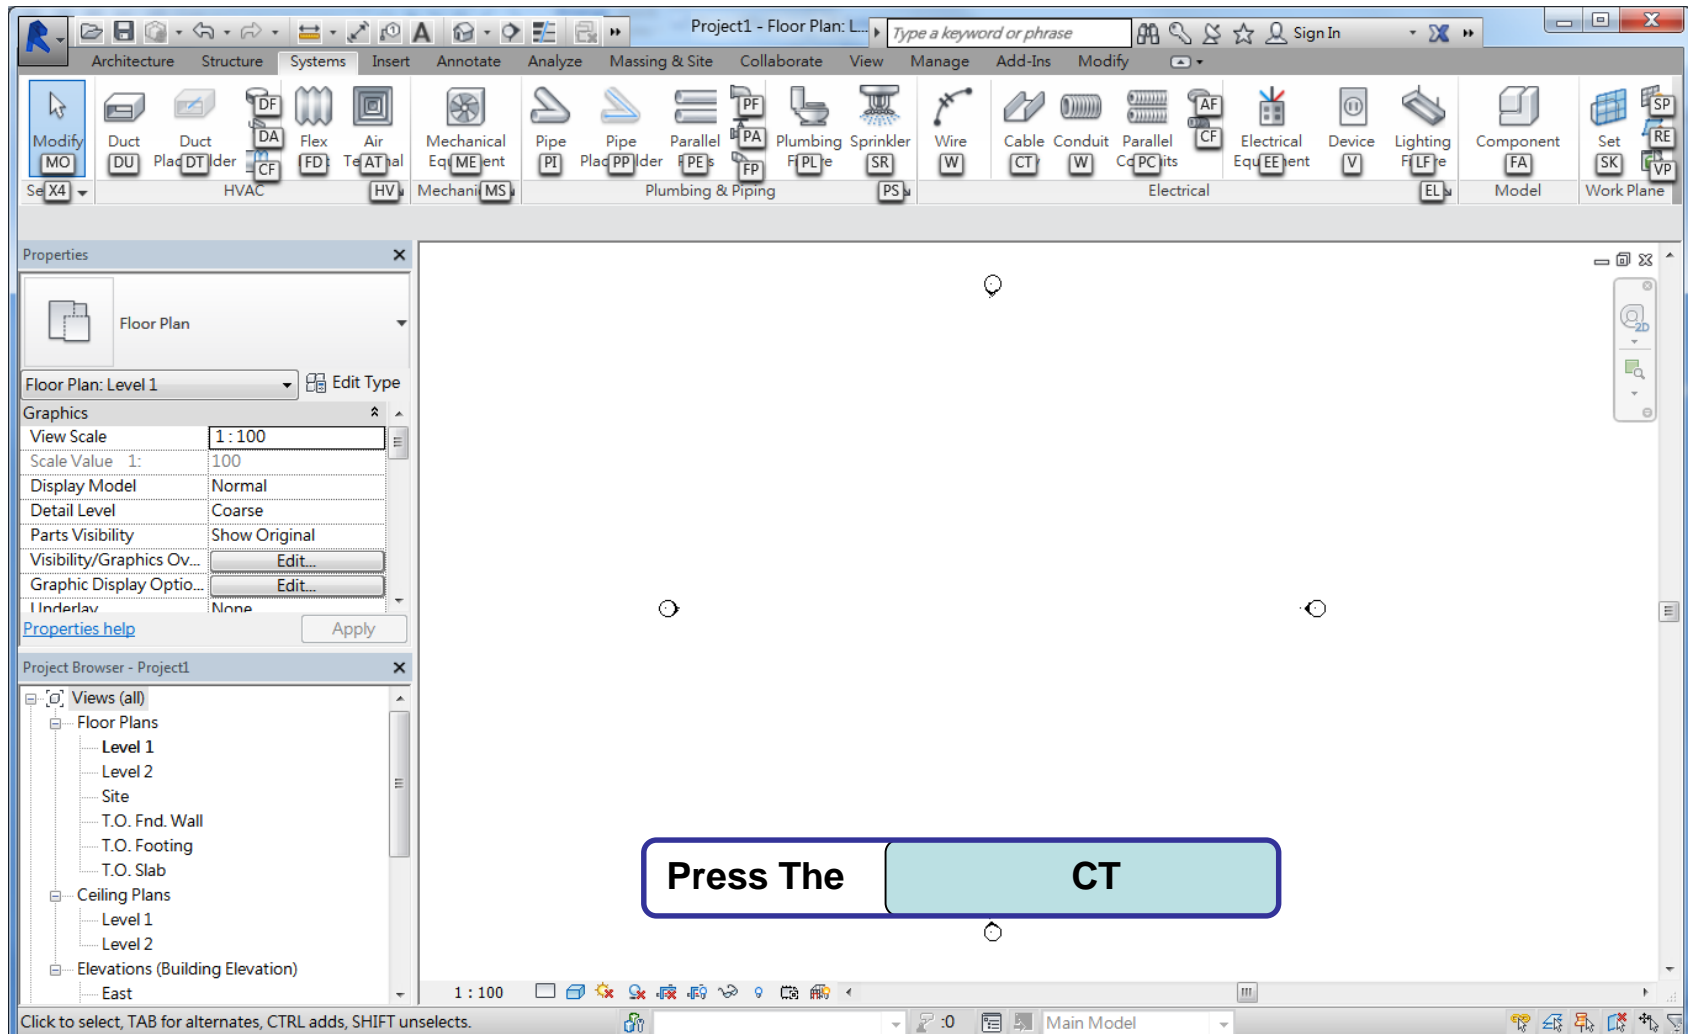 Project1 - Floor Plan: L...
Type a keyword or phrase
Sign In
Architecture Structure Systems Insert Annotate Analyze Massing & Site Collaborate View Manage Add-Ins Modify
DF PF AF SP
Modify Duct Duct DA Flex Air Mechanical Pipe Pipe Parallel PA Plumbing Sprinkler Wire Cable Conduit Parallel CF Electrical Device Lighting Component Set RE
MO DU DT CF FD AT ME PI PP PE FP PL SR W CT W PC EE V LF FA SK VP
X4 HVAC HV MS Plumbing & Piping PS Electrical EL Model Work Plane
Properties
Floor Plan
Floor Plan: Level 1 Edit Type
Graphics
View Scale 1 : 100
Scale Value 1: 100
Display Model Normal
Detail Level Coarse
Parts Visibility Show Original
Visibility/Graphics Ov... Edit...
Graphic Display Optio... Edit...
Underlay None
Properties help Apply
Project Browser - Project1
Views (all)
Floor Plans
Level 1
Level 2
Site
T.O. Fnd. Wall
T.O. Footing
T.O. Slab
Ceiling Plans
Level 1
Level 2
Elevations (Building Elevation)
East
2D
Press The CT
1 : 100
Click to select, TAB for alternates, CTRL adds, SHIFT unselects.
:0 Main Model